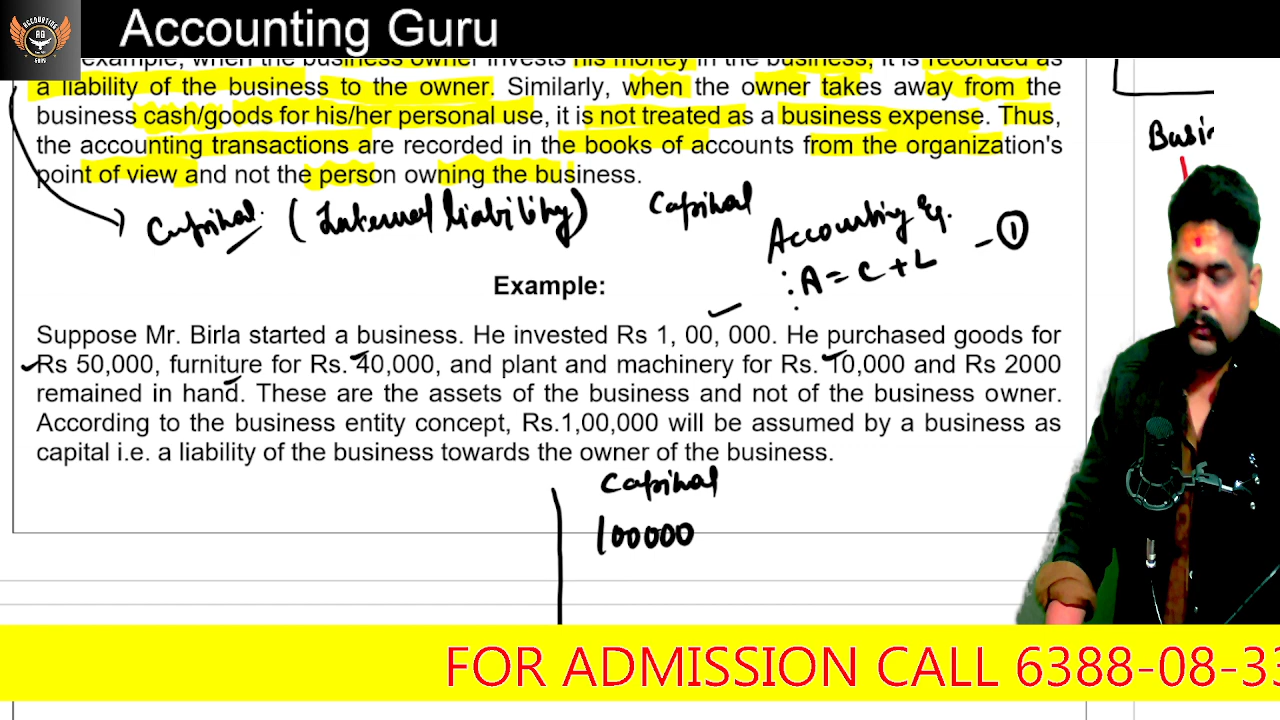 Accounting Guru
example, when the business owner invests his money in the business, it is recorded as
a liability of the business to the owner. Similarly, when the owner takes away from the
business cash/goods for his/her personal use, it is not treated as a business expense. Thus,
the accounting transactions are recorded in the books of accounts from the organization's
point of view and not the person owning the business.
Capital (Internal liability) Capital
Accounting Eq.
A = C + L - 1
Example:
Suppose Mr. Birla started a business. He invested Rs 1, 00, 000. He purchased goods for
Rs 50,000, furniture for Rs. 40,000, and plant and machinery for Rs. 10,000 and Rs 2000
remained in hand. These are the assets of the business and not of the business owner.
According to the business entity concept, Rs.1,00,000 will be assumed by a business as
capital i.e. a liability of the business towards the owner of the business.
Capital
100000
FOR ADMISSION CALL 6388-08-33